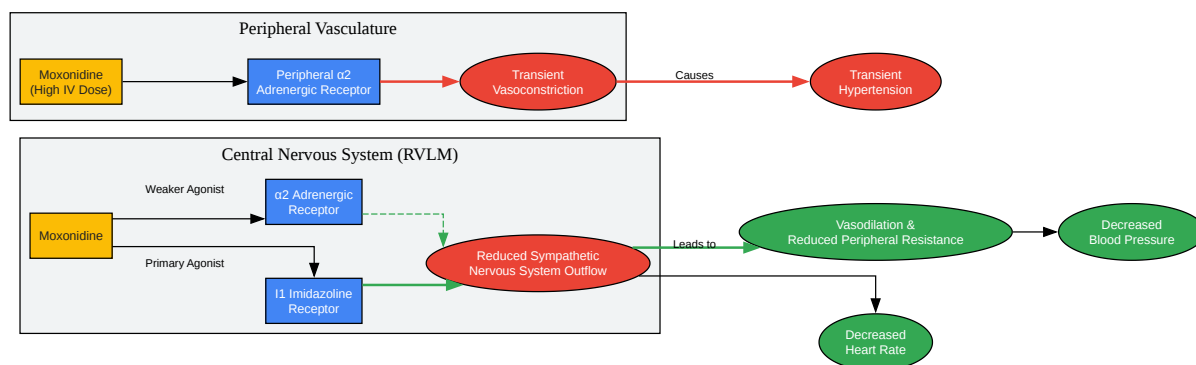 Peripheral Vasculature
Moxonidine
(High IV Dose)
Peripheral α2
Adrenergic Receptor
Transient
Vasoconstriction
Causes
Transient
Hypertension
Central Nervous System (RVLM)
Weaker Agonist
α2 Adrenergic
Receptor
Moxonidine
Primary Agonist
I1 Imidazoline
Receptor
Reduced Sympathetic
Nervous System Outflow
Leads to
Vasodilation &
Reduced Peripheral Resistance
Decreased
Blood Pressure
Decreased
Heart Rate